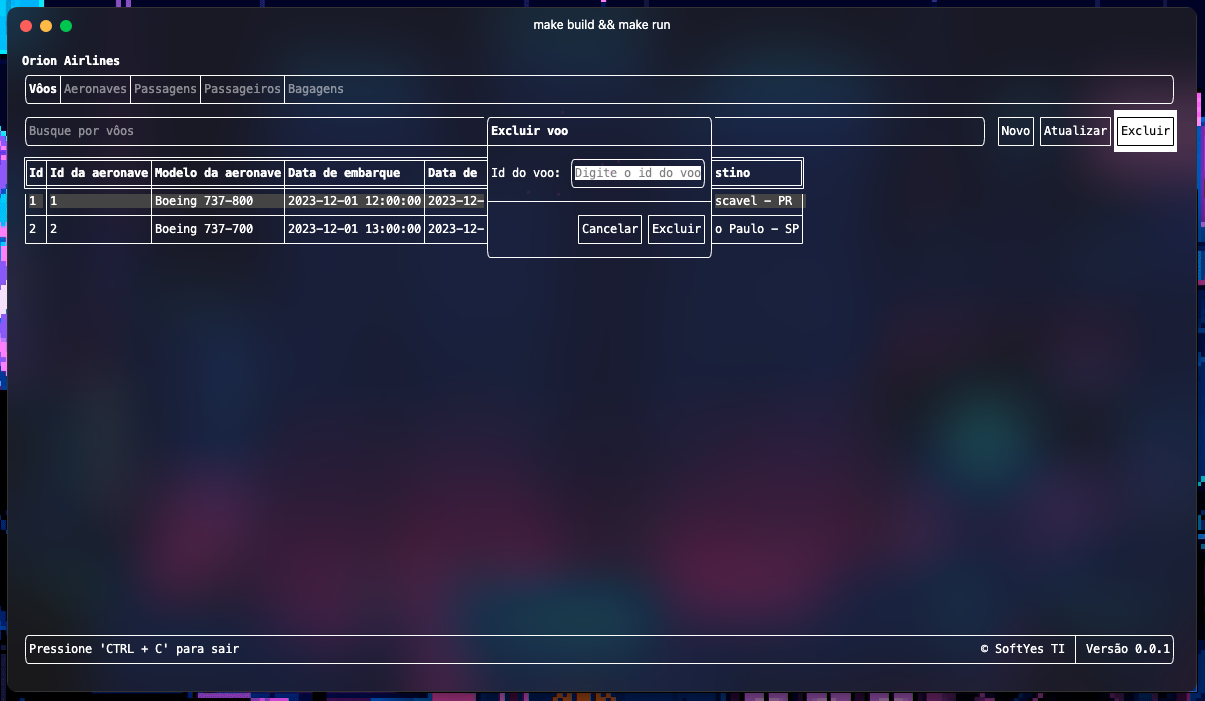 make build && make run
Orion Airlines
Vôos Aeronaves Passagens Passageiros Bagagens
Busque por vôos
Novo Atualizar Excluir
Excluir voo
Id do voo: Digite o id do voo
Cancelar Excluir
Id Id da aeronave Modelo da aeronave Data de embarque Data de stino
1 1 Boeing 737-800 2023-12-01 12:00:00 2023-12- scavel - PR
2 2 Boeing 737-700 2023-12-01 13:00:00 2023-12- o Paulo - SP
Pressione 'CTRL + C' para sair
© SoftYes TI Versão 0.0.1